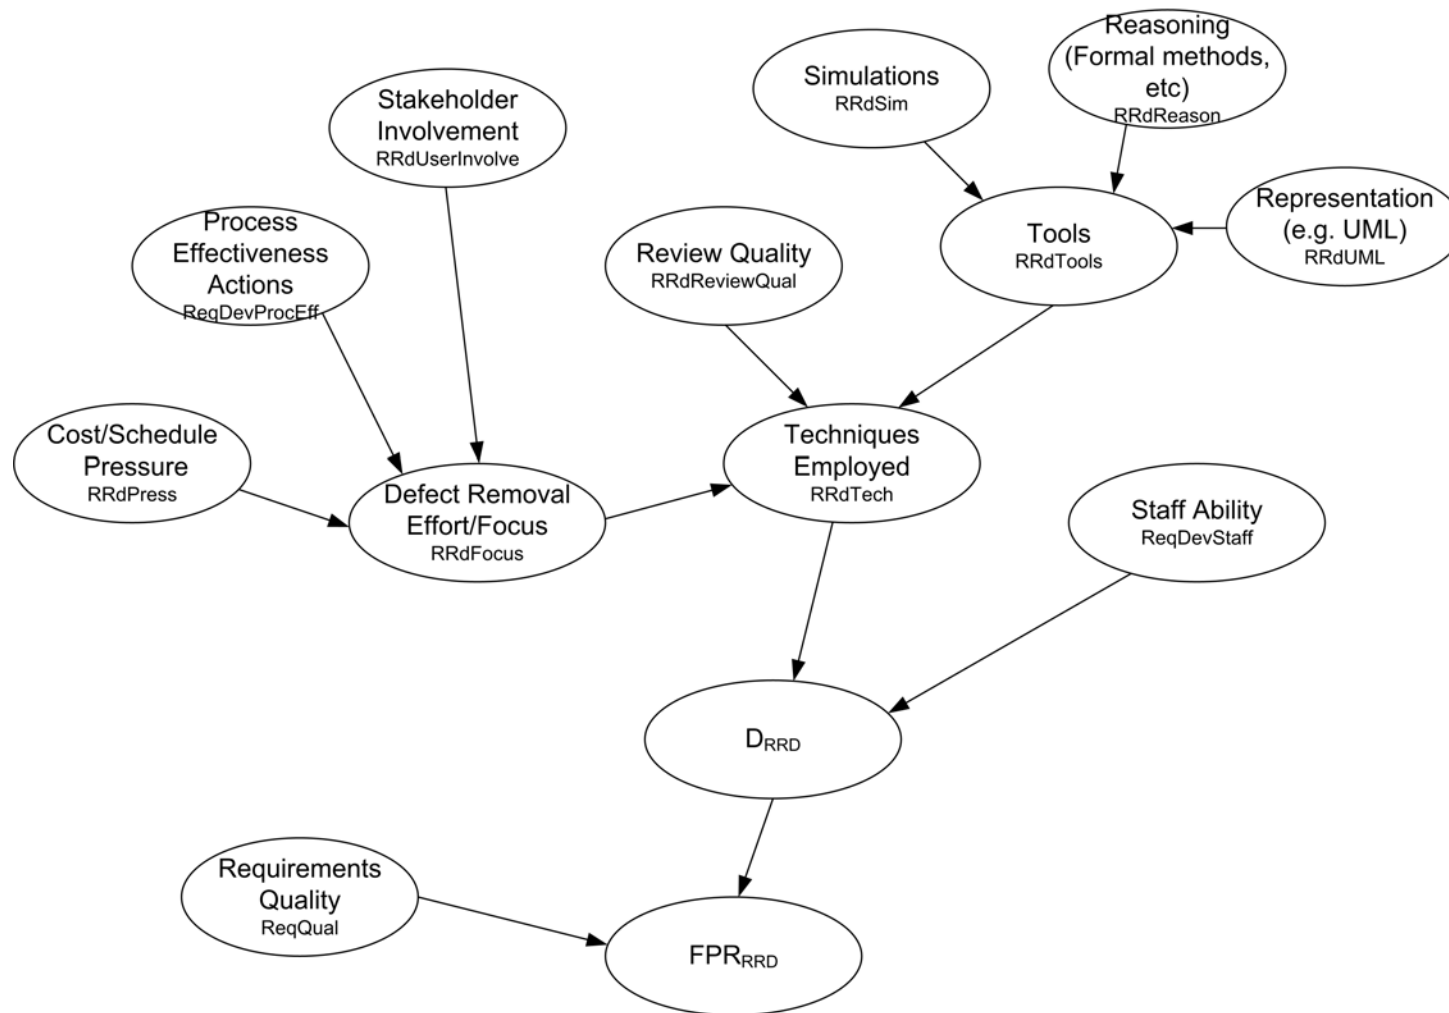 Reasoning
(Formal methods,
etc)
RRdReason
Simulations
RRdSim
Stakeholder
Involvement
RRdUserInvolve
Representation
(e.g. UML)
RRdUML
Process
Effectiveness
Actions
ReqDevProcEff
Review Quality
RRdReviewQual
Tools
RRdTools
Cost/Schedule
Pressure
RRdPress
Techniques
Employed
RRdTech
Defect Removal
Effort/Focus
RRdFocus
Staff Ability
ReqDevStaff
DRRD
Requirements
Quality
ReqQual
FPRRRD